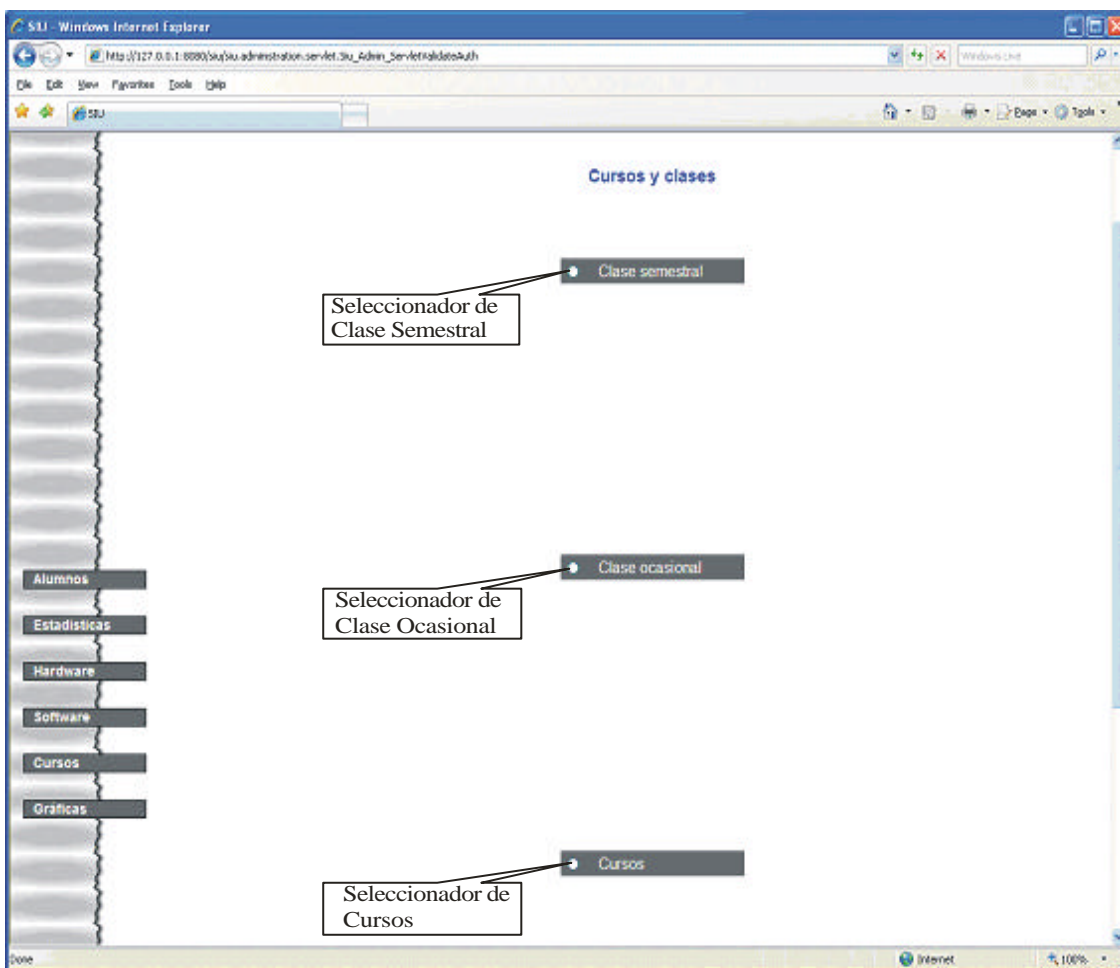 SIU - Windows Internet Explorer
http://127.0.0.1:8080/siu/siu.administration.servlet.Siu_Admin_ServletValidateAuth
Windows Live
File Edit View Favorites Tools Help
SIU
Page Tools
Cursos y clases
Clase semestral
Seleccionador de
Clase Semestral
Clase ocasional
Seleccionador de
Clase Ocasional
Alumnos
Estadísticas
Hardware
Software
Cursos
Gráficas
Cursos
Seleccionador de
Cursos
Done
Internet
100%